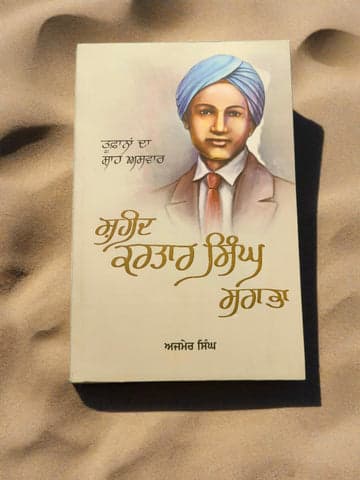 ਤੂਫ਼ਾਨਾਂ ਦਾ
ਸ਼ਾਹ ਅਸਵਾਰ
ਸ਼ਹੀਦ
ਕਰਤਾਰ ਸਿੰਘ
ਸਰਾਭਾ
ਅਜਮੇਰ ਸਿੰਘ